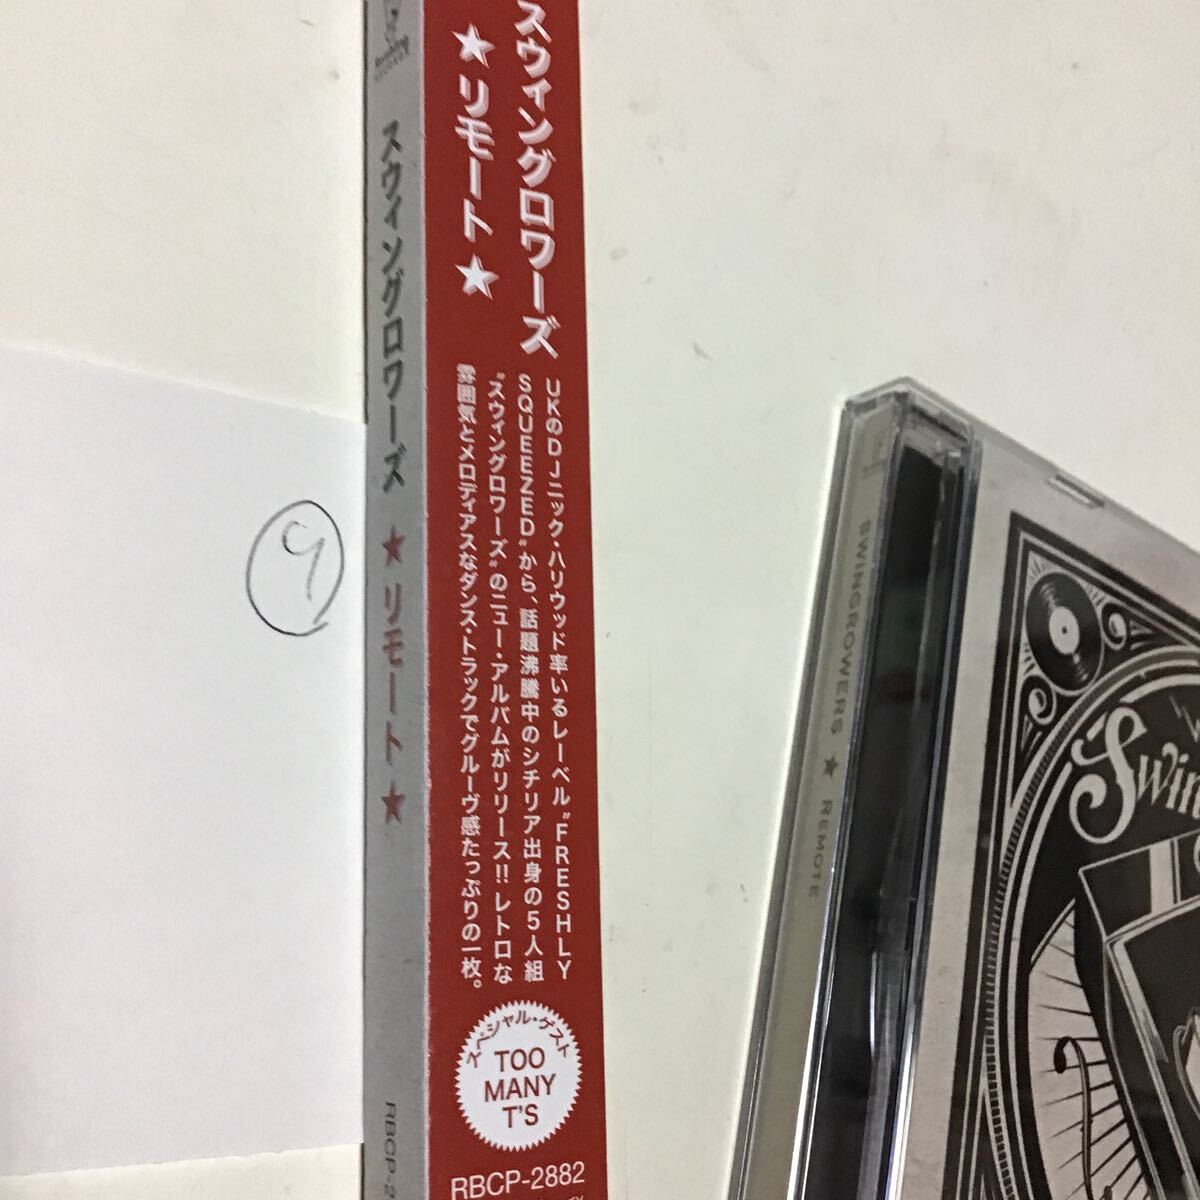 スウィングロワーズ
★リモート★
UKのDJニック・ハリウッド率いるレーベル“FRESHLY
SQUEEZED”から、話題沸騰中のシチリア出身の5人組
“スウィングロワーズ”のニュー・アルバムがリリース!! レトロな
雰囲気とメロディアスなダンス・トラックでグルーヴ感たっぷりの一枚。
スペシャル・ゲスト
TOO
MANY
T'S
RBCP-2882
スウィングロワーズ ★リモート★
RBCP-2
9
SWINGROWERS ★ REMOTE
Swin